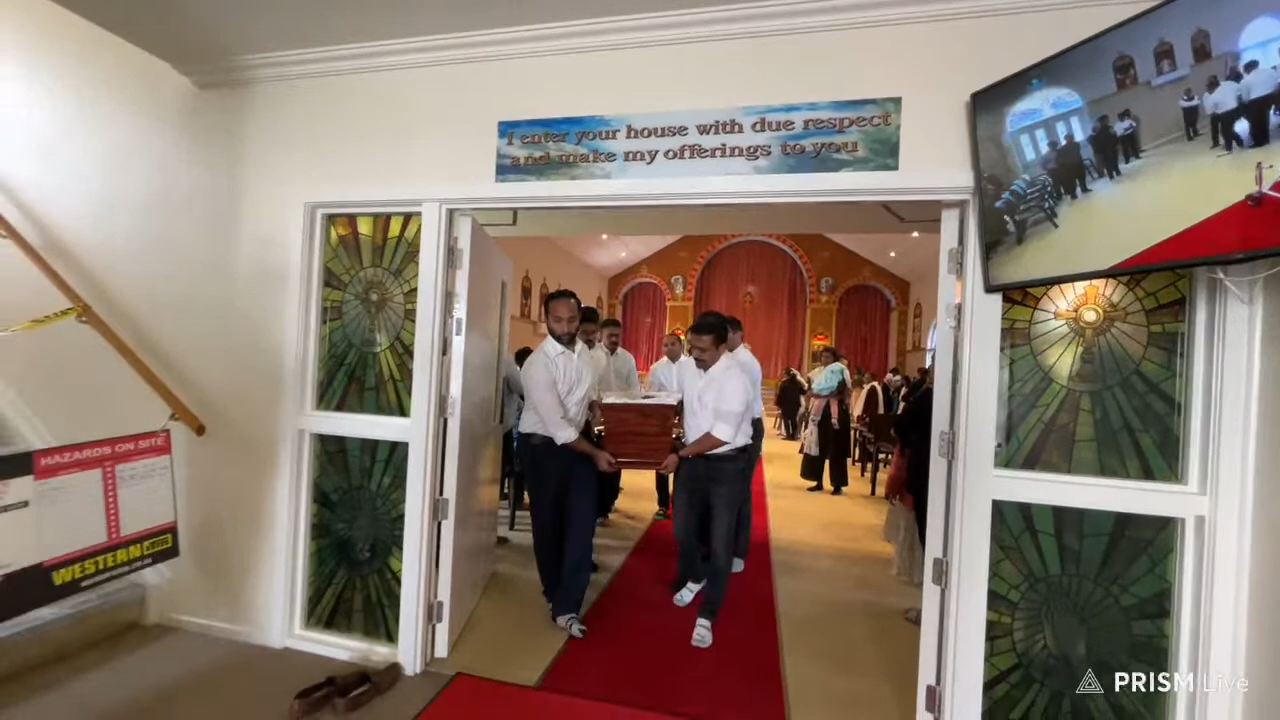 I enter your house with due respect
and make my offerings to you
HAZARDS ON SITE
WESTERN
PRISM Live